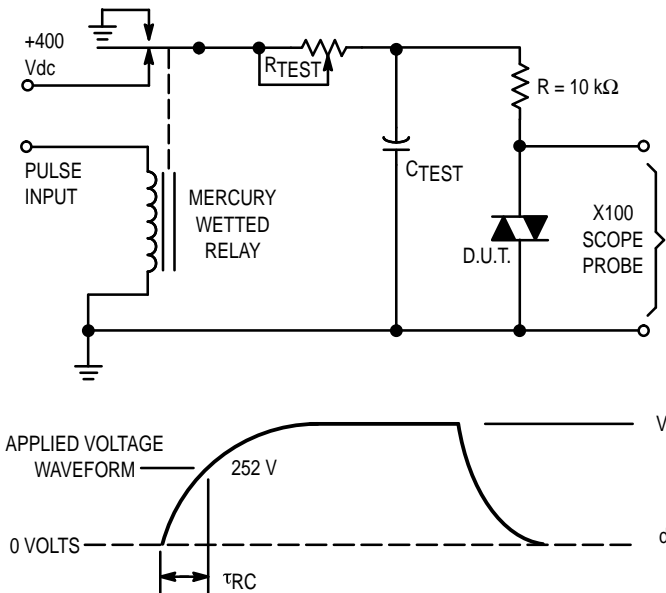 +400
Vdc
RTEST
R = 10 kΩ
PULSE
INPUT
MERCURY
WETTED
RELAY
CTEST
D.U.T.
X100
SCOPE
PROBE
APPLIED VOLTAGE
WAVEFORM
252 V
V
0 VOLTS
τRC